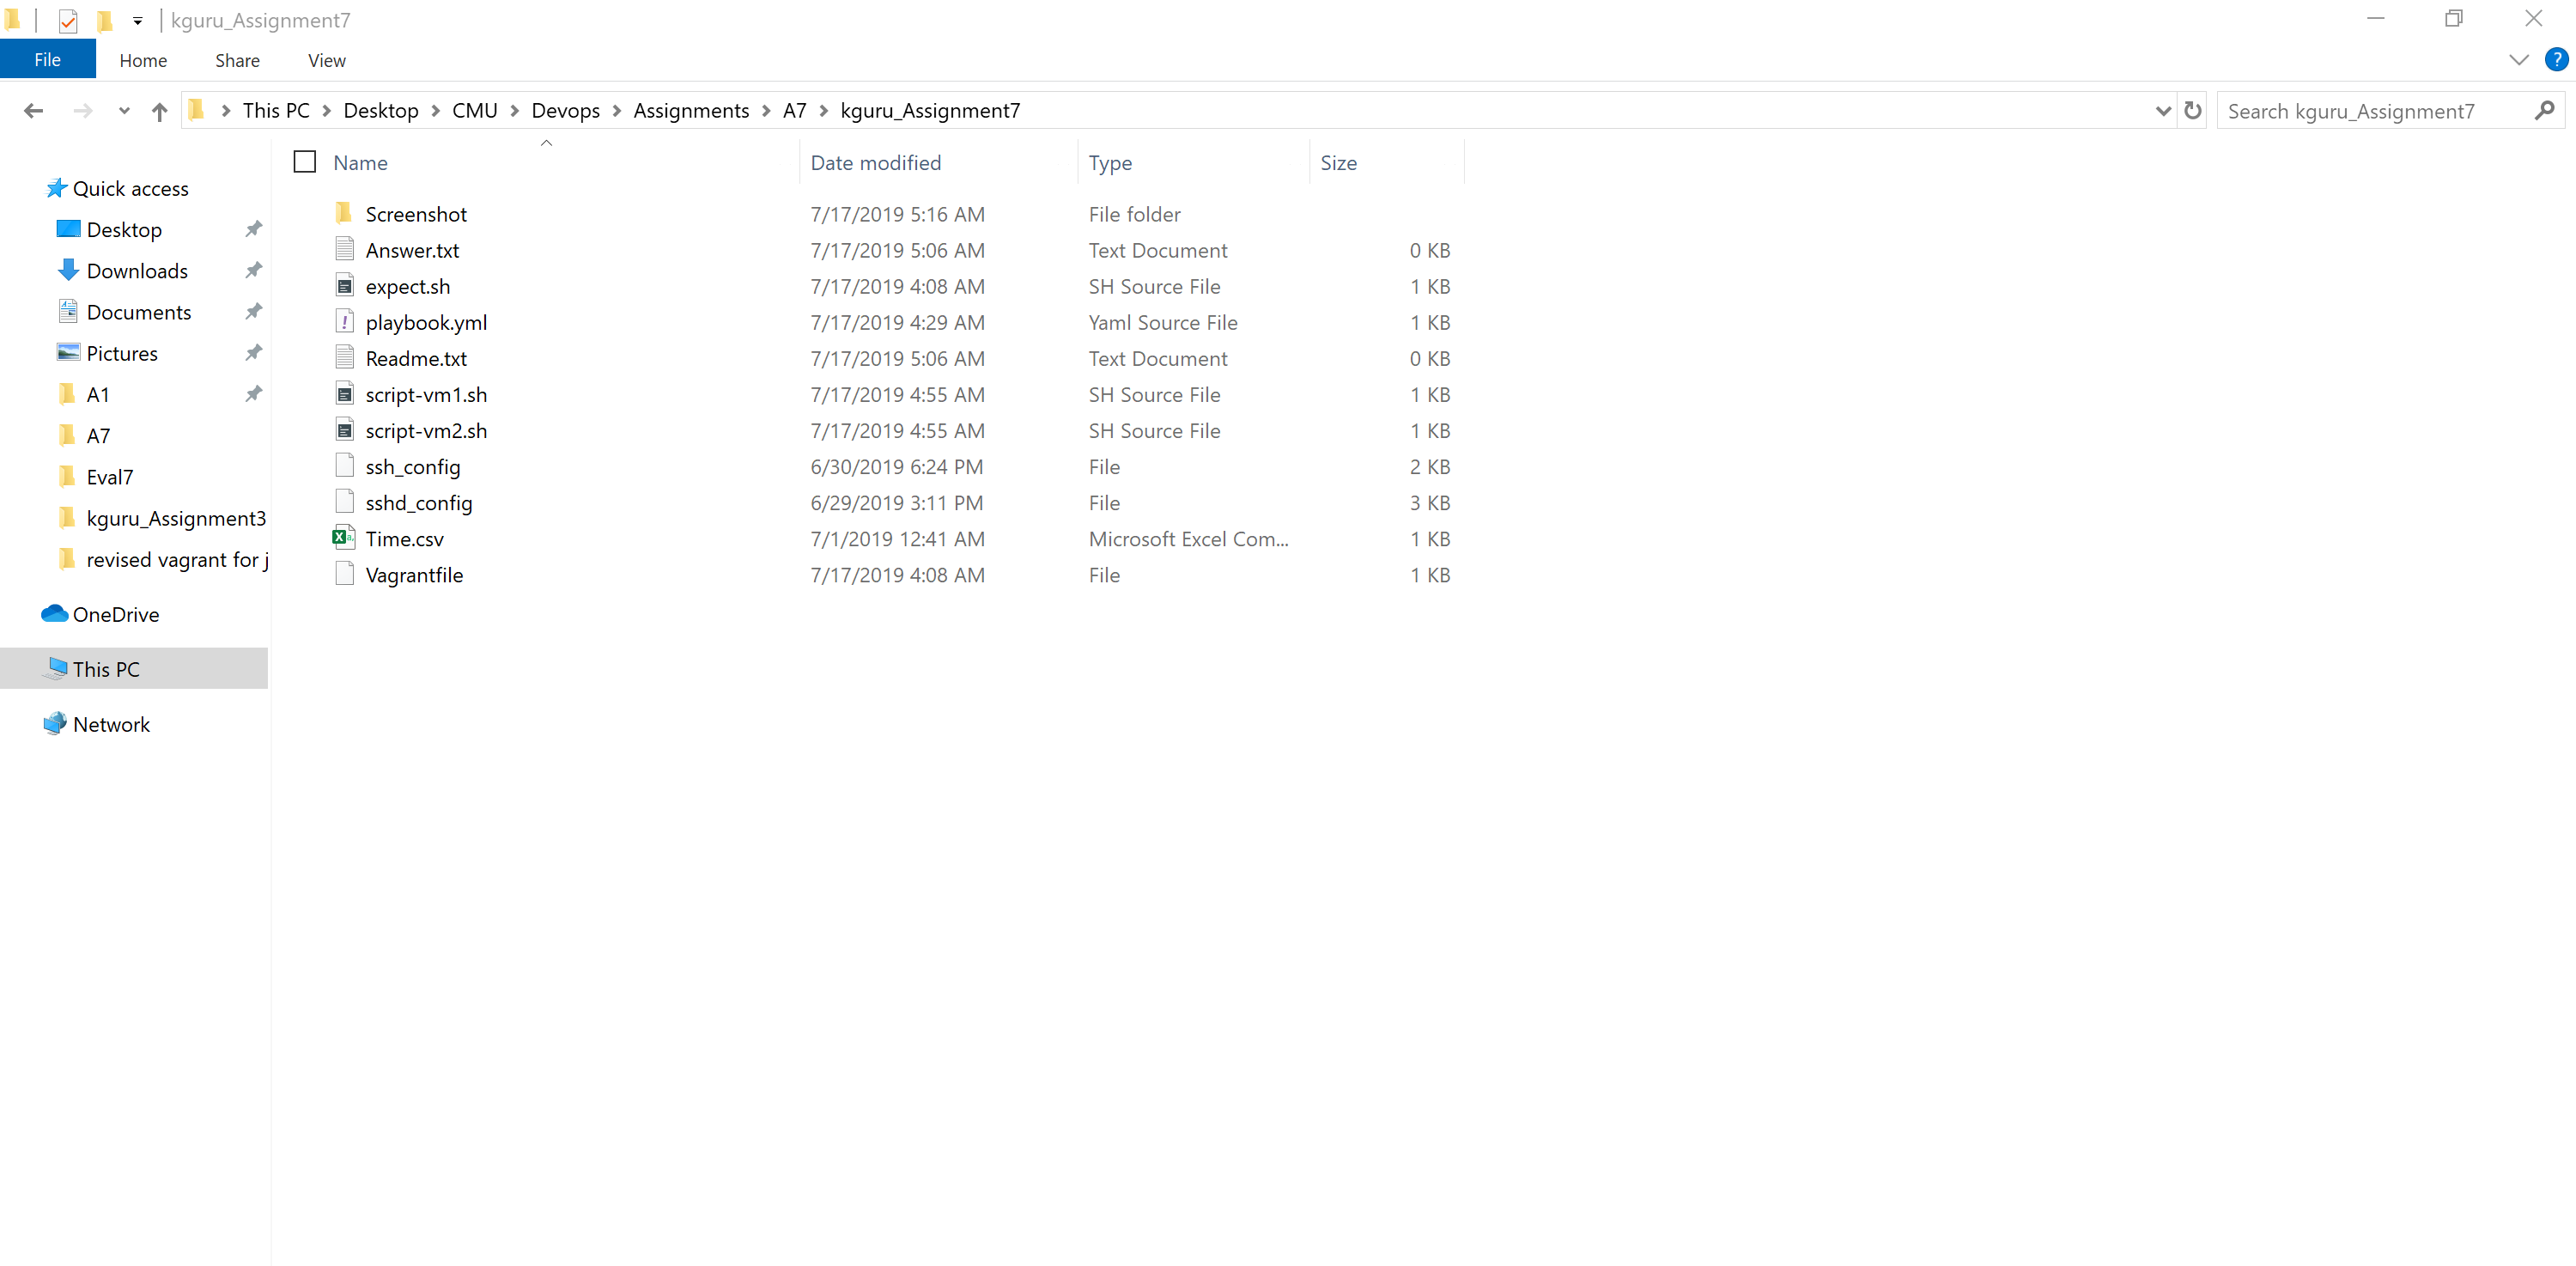 kguru_Assignment7
File Home Share View
This PC Desktop CMU Devops Assignments A7 kguru_Assignment7 Search kguru_Assignment7
Name Date modified Type Size
Quick access
Desktop
Downloads
Documents
Pictures
A1
A7
Eval7
kguru_Assignment3
revised vagrant for j
OneDrive
This PC
Network
Screenshot 7/17/2019 5:16 AM File folder
Answer.txt 7/17/2019 5:06 AM Text Document 0 KB
expect.sh 7/17/2019 4:08 AM SH Source File 1 KB
playbook.yml 7/17/2019 4:29 AM Yaml Source File 1 KB
Readme.txt 7/17/2019 5:06 AM Text Document 0 KB
script-vm1.sh 7/17/2019 4:55 AM SH Source File 1 KB
script-vm2.sh 7/17/2019 4:55 AM SH Source File 1 KB
ssh_config 6/30/2019 6:24 PM File 2 KB
sshd_config 6/29/2019 3:11 PM File 3 KB
Time.csv 7/1/2019 12:41 AM Microsoft Excel Com... 1 KB
Vagrantfile 7/17/2019 4:08 AM File 1 KB